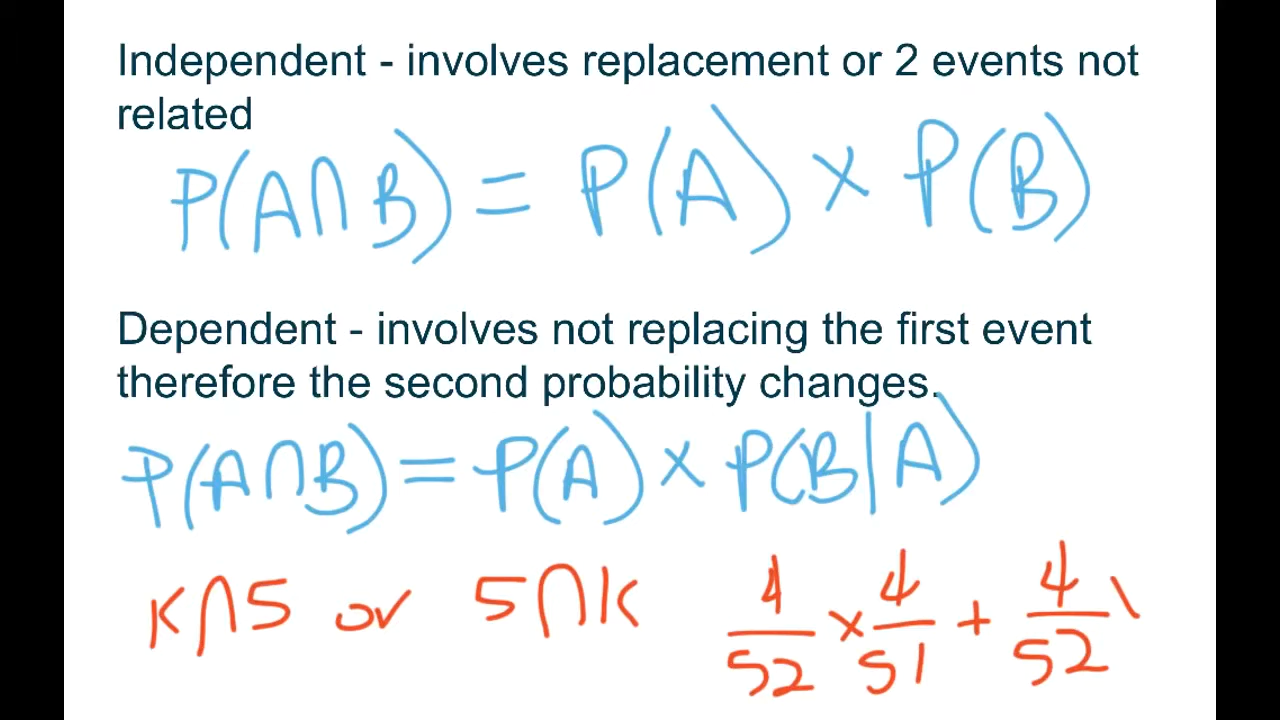 Independent - involves replacement or 2 events not
related
P(A∩B) = P(A) × P(B)
Dependent - involves not replacing the first event
therefore the second probability changes.
P(A∩B) = P(A) × P(B|A)
K∩5 or 5∩K 4/52 × 4/51 + 4/52 \